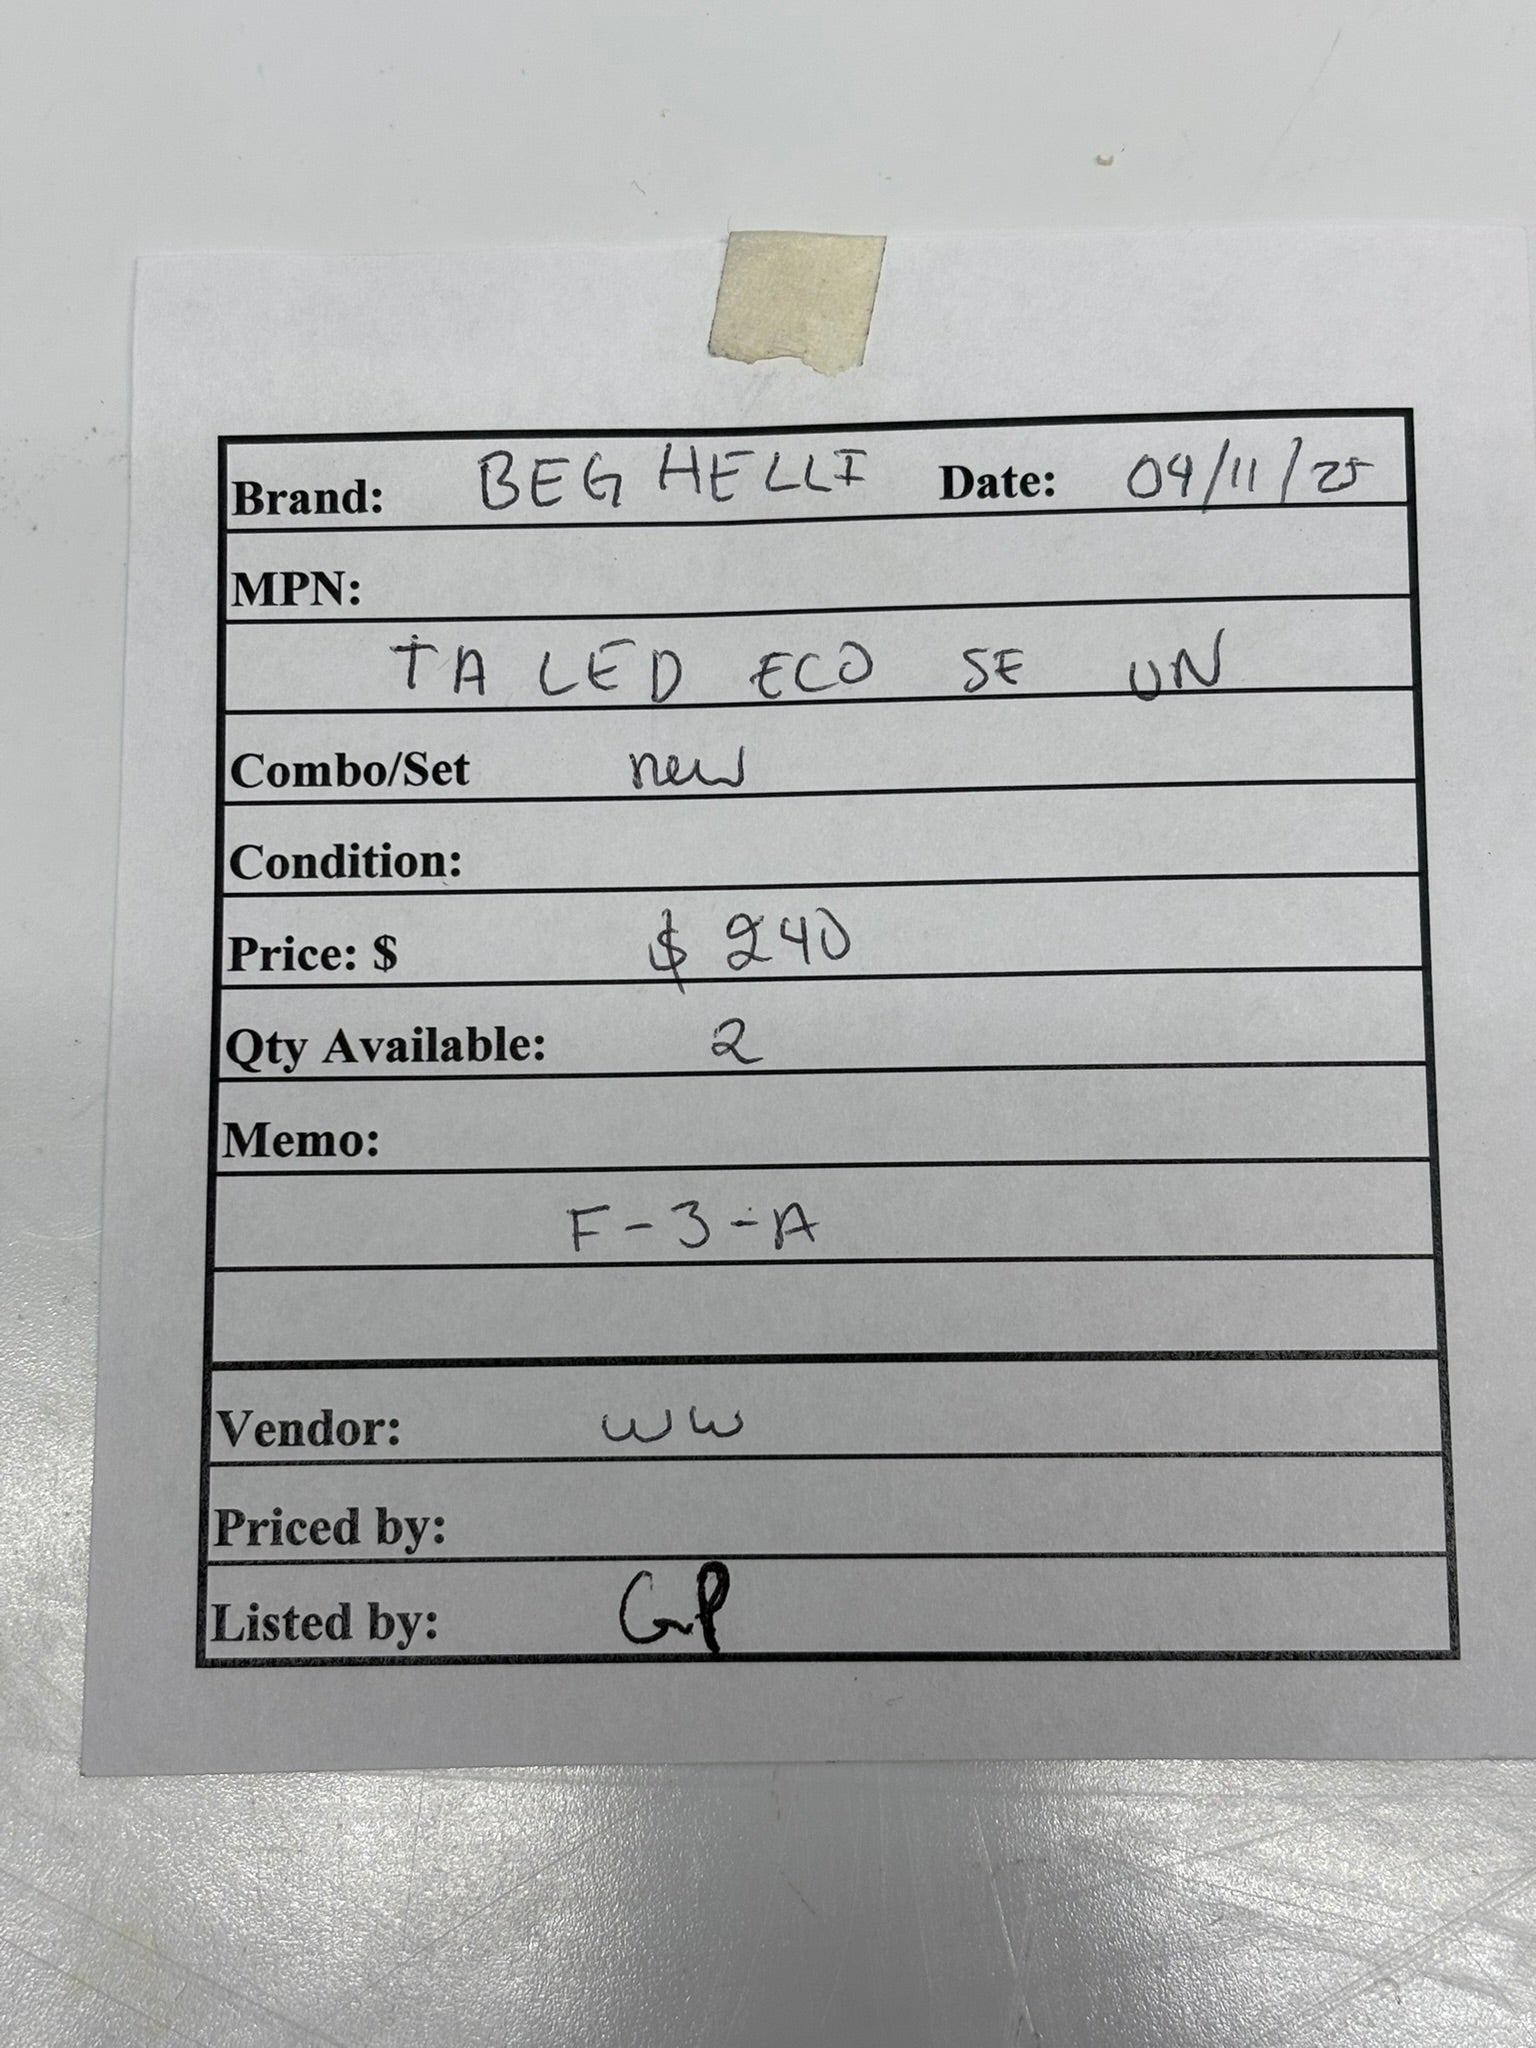 Brand: BEGHELLI Date: 04/11/25
MPN:
TA LED ECO SE UN
Combo/Set new
Condition:
Price: $ $ 240
Qty Available: 2
Memo:
F-3-A
Vendor: WW
Priced by:
Listed by: GP